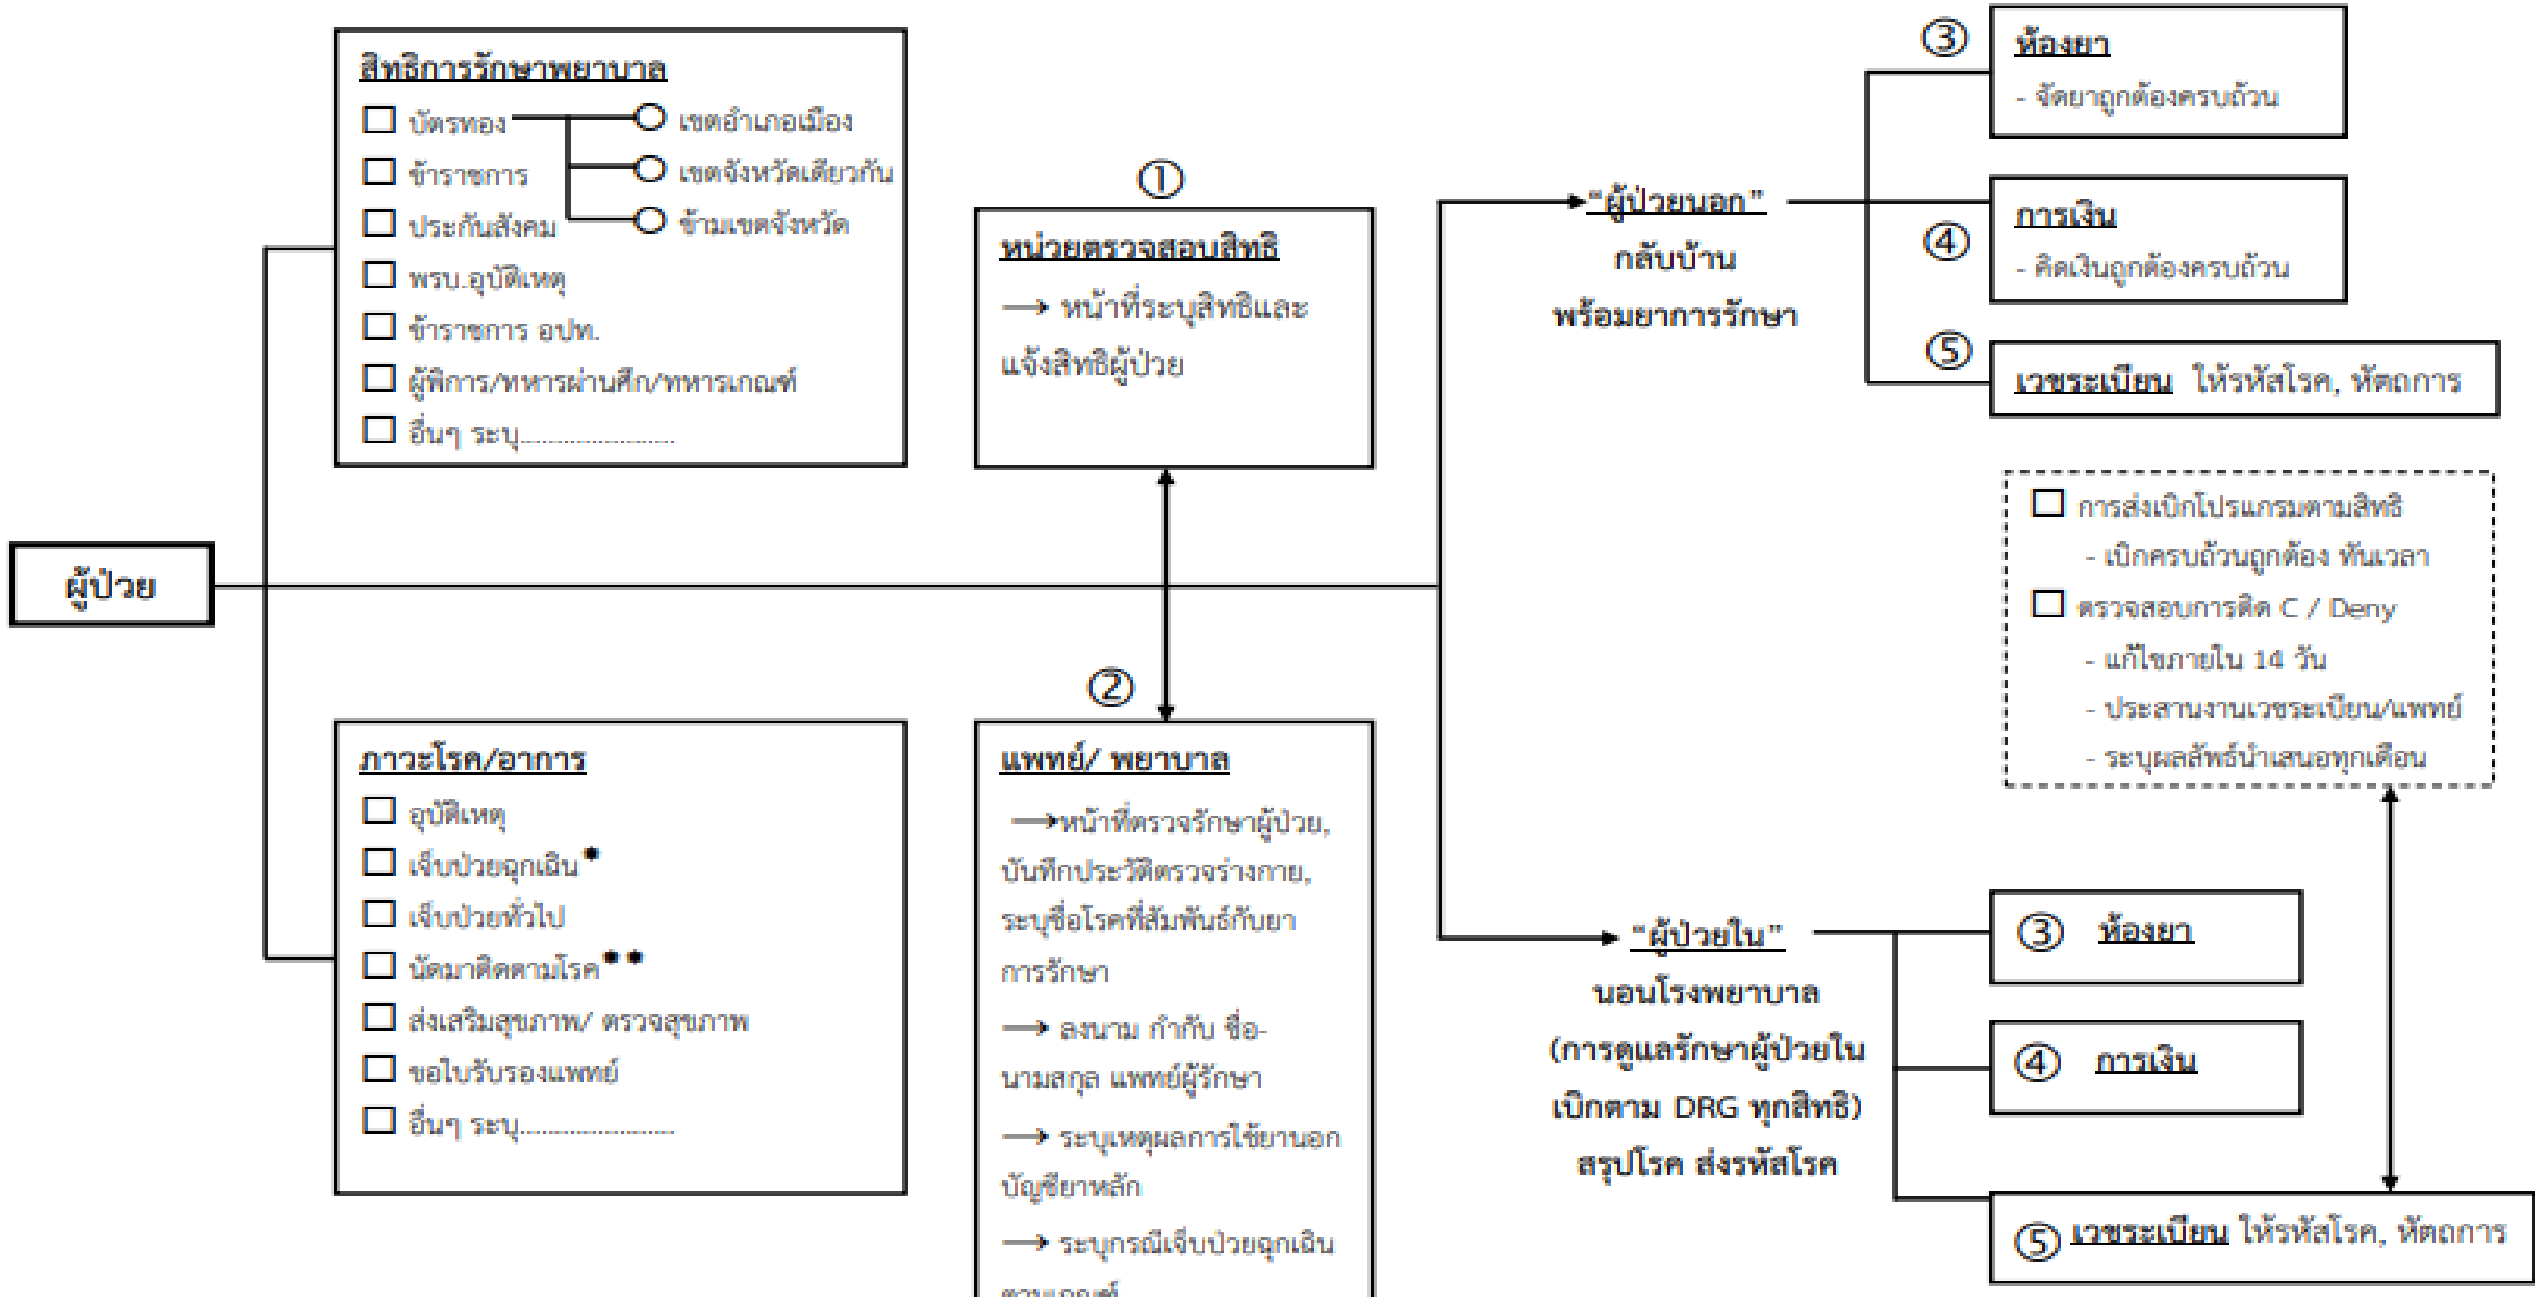 ผู้ป่วย
สิทธิการรักษาพยาบาล
บัตรทอง
เขตอำเภอเมือง
เขตจังหวัดเดียวกัน
ข้ามเขตจังหวัด
ข้าราชการ
ประกันสังคม
พรบ.อุบัติเหตุ
ข้าราชการ อปท.
ผู้พิการ/ทหารผ่านศึก/ทหารเกณฑ์
อื่นๆ ระบุ............................
ภาวะโรค/อาการ
อุบัติเหตุ
เจ็บป่วยฉุกเฉิน*
เจ็บป่วยทั่วไป
นัดมาติดตามโรค**
ส่งเสริมสุขภาพ/ ตรวจสุขภาพ
ขอใบรับรองแพทย์
อื่นๆ ระบุ............................
①
หน่วยตรวจสอบสิทธิ
→ หน้าที่ระบุสิทธิและ
แจ้งสิทธิผู้ป่วย
②
แพทย์/ พยาบาล
→หน้าที่ตรวจรักษาผู้ป่วย,
บันทึกประวัติตรวจร่างกาย,
ระบุชื่อโรคที่สัมพันธ์กับยา
การรักษา
→ ลงนาม กำกับ ชื่อ-
นามสกุล แพทย์ผู้รักษา
→ ระบุเหตุผลการใช้ยานอก
บัญชียาหลัก
→ ระบุกรณีเจ็บป่วยฉุกเฉิน
ตามเกณฑ์
“ผู้ป่วยนอก”
กลับบ้าน
พร้อมยาการรักษา
③ ห้องยา
- จัดยาถูกต้องครบถ้วน
④ การเงิน
- คิดเงินถูกต้องครบถ้วน
⑤ เวชระเบียน ให้รหัสโรค, หัตถการ
การส่งเบิกโปรแกรมตามสิทธิ
- เบิกครบถ้วนถูกต้อง ทันเวลา
ตรวจสอบการติด C / Deny
- แก้ไขภายใน 14 วัน
- ประสานงานเวชระเบียน/แพทย์
- ระบุผลลัพธ์นำเสนอทุกเดือน
“ผู้ป่วยใน”
นอนโรงพยาบาล
(การดูแลรักษาผู้ป่วยใน
เบิกตาม DRG ทุกสิทธิ)
สรุปโรค ส่งรหัสโรค
③ ห้องยา
④ การเงิน
⑤ เวชระเบียน ให้รหัสโรค, หัตถการ